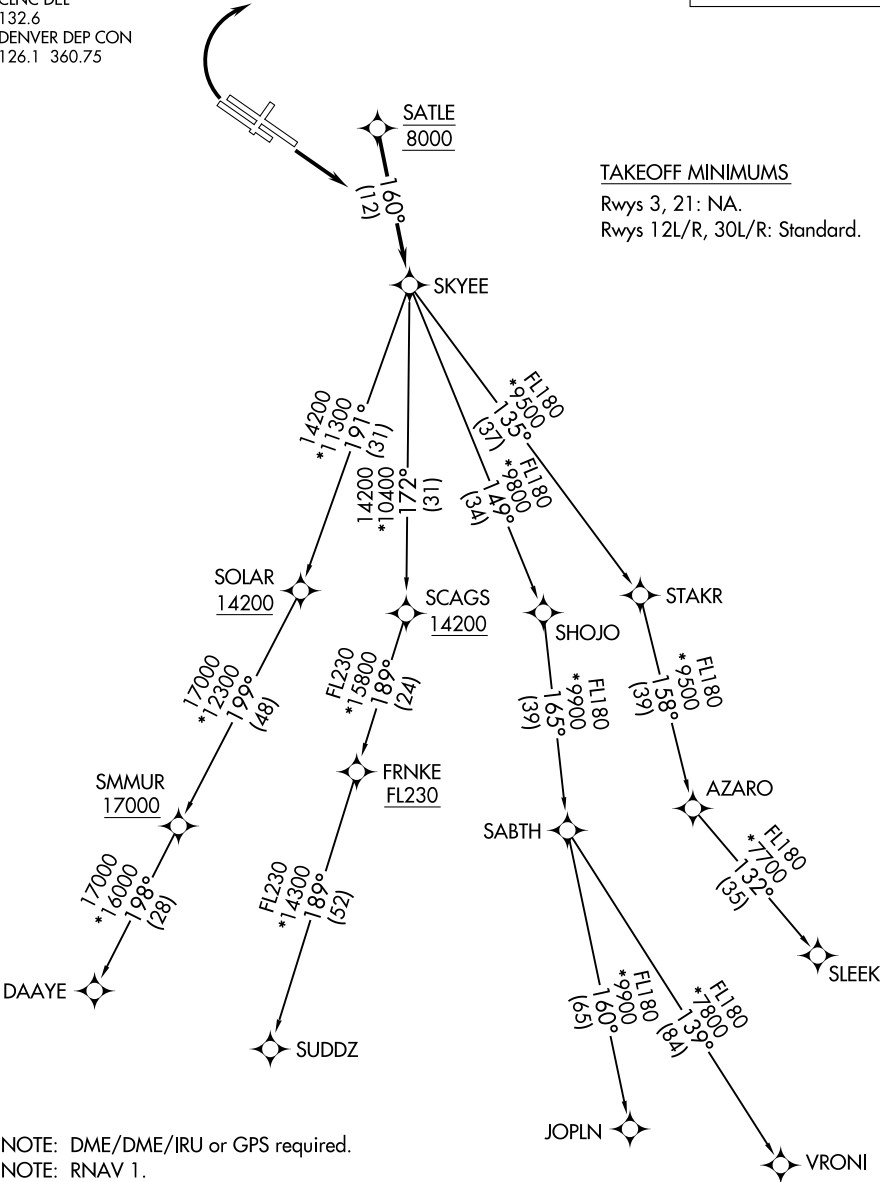 132.6
DENVER DEP CON
126.1 360.75
SATLE
8000
160°
(12)
TAKEOFF MINIMUMS
Rwys 3, 21: NA.
Rwys 12L/R, 30L/R: Standard.
SKYEE
14200
*11300
191°
(31)
14200
*10400
172°
(31)
FL180
*9800
149°
(34)
FL180
*9500
135°
(37)
SOLAR
14200
SCAGS
14200
SHOJO
STAKR
17000
*12300
199°
(48)
FL230
*15800
189°
(24)
FL180
*9900
165°
(39)
FL180
*9500
158°
(39)
SMMUR
17000
FRNKE
FL230
SABTH
AZARO
17000
*16000
198°
(28)
FL230
*14300
189°
(52)
FL180
*9900
160°
(65)
FL180
*7800
139°
(84)
FL180
*7700
132°
(35)
DAAYE
SUDDZ
SLEEK
JOPLN
VRONI
NOTE: DME/DME/IRU or GPS required.
NOTE: RNAV 1.